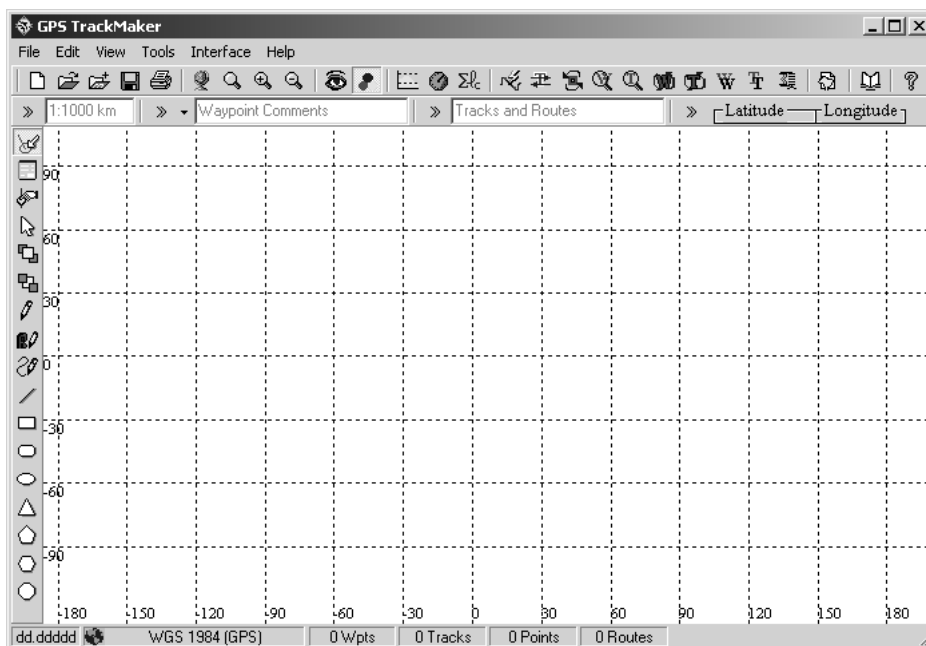 GPS TrackMaker
File Edit View Tools Interface Help
1:1000 km Waypoint Comments Tracks and Routes Latitude Longitude
90
60
30
0
-30
-60
-90
-180 -150 -120 -90 -60 -30 0 30 60 90 120 150 180
dd.ddddd WGS 1984 (GPS) 0 Wpts 0 Tracks 0 Points 0 Routes